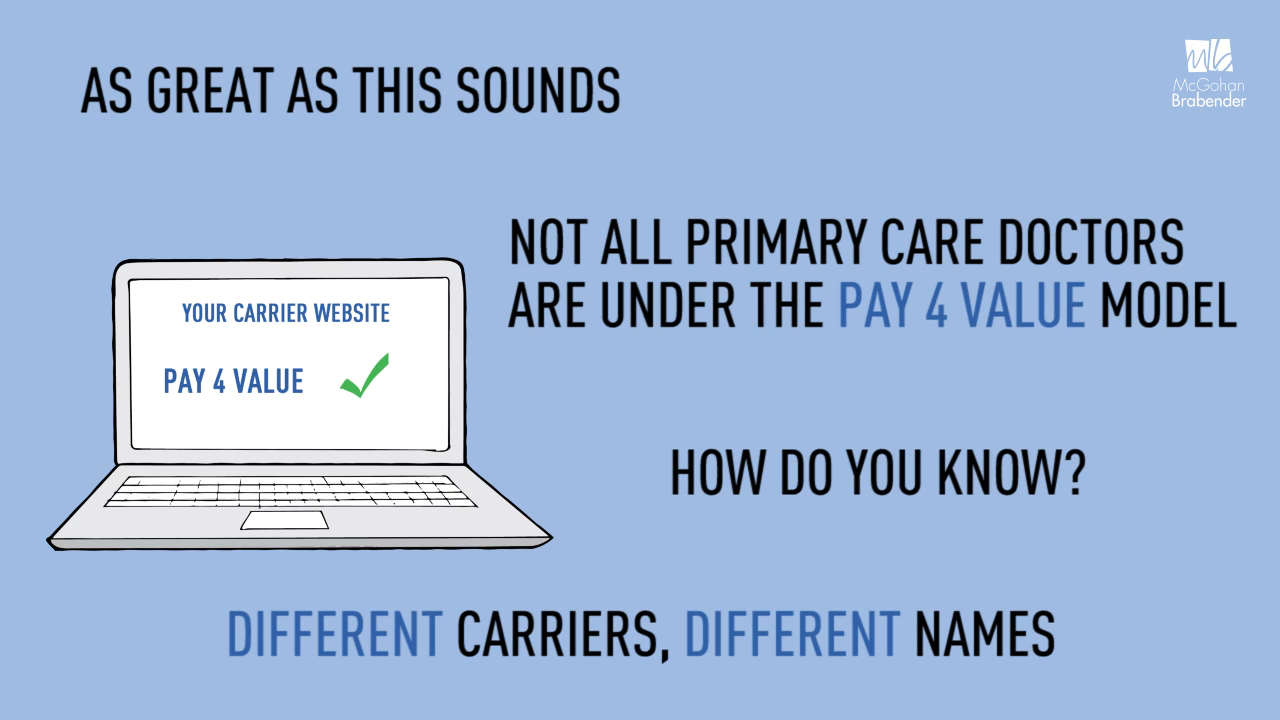 AS GREAT AS THIS SOUNDS
McGohan
Brabender
NOT ALL PRIMARY CARE DOCTORS
ARE UNDER THE PAY 4 VALUE MODEL
YOUR CARRIER WEBSITE
PAY 4 VALUE
HOW DO YOU KNOW?
DIFFERENT CARRIERS, DIFFERENT NAMES